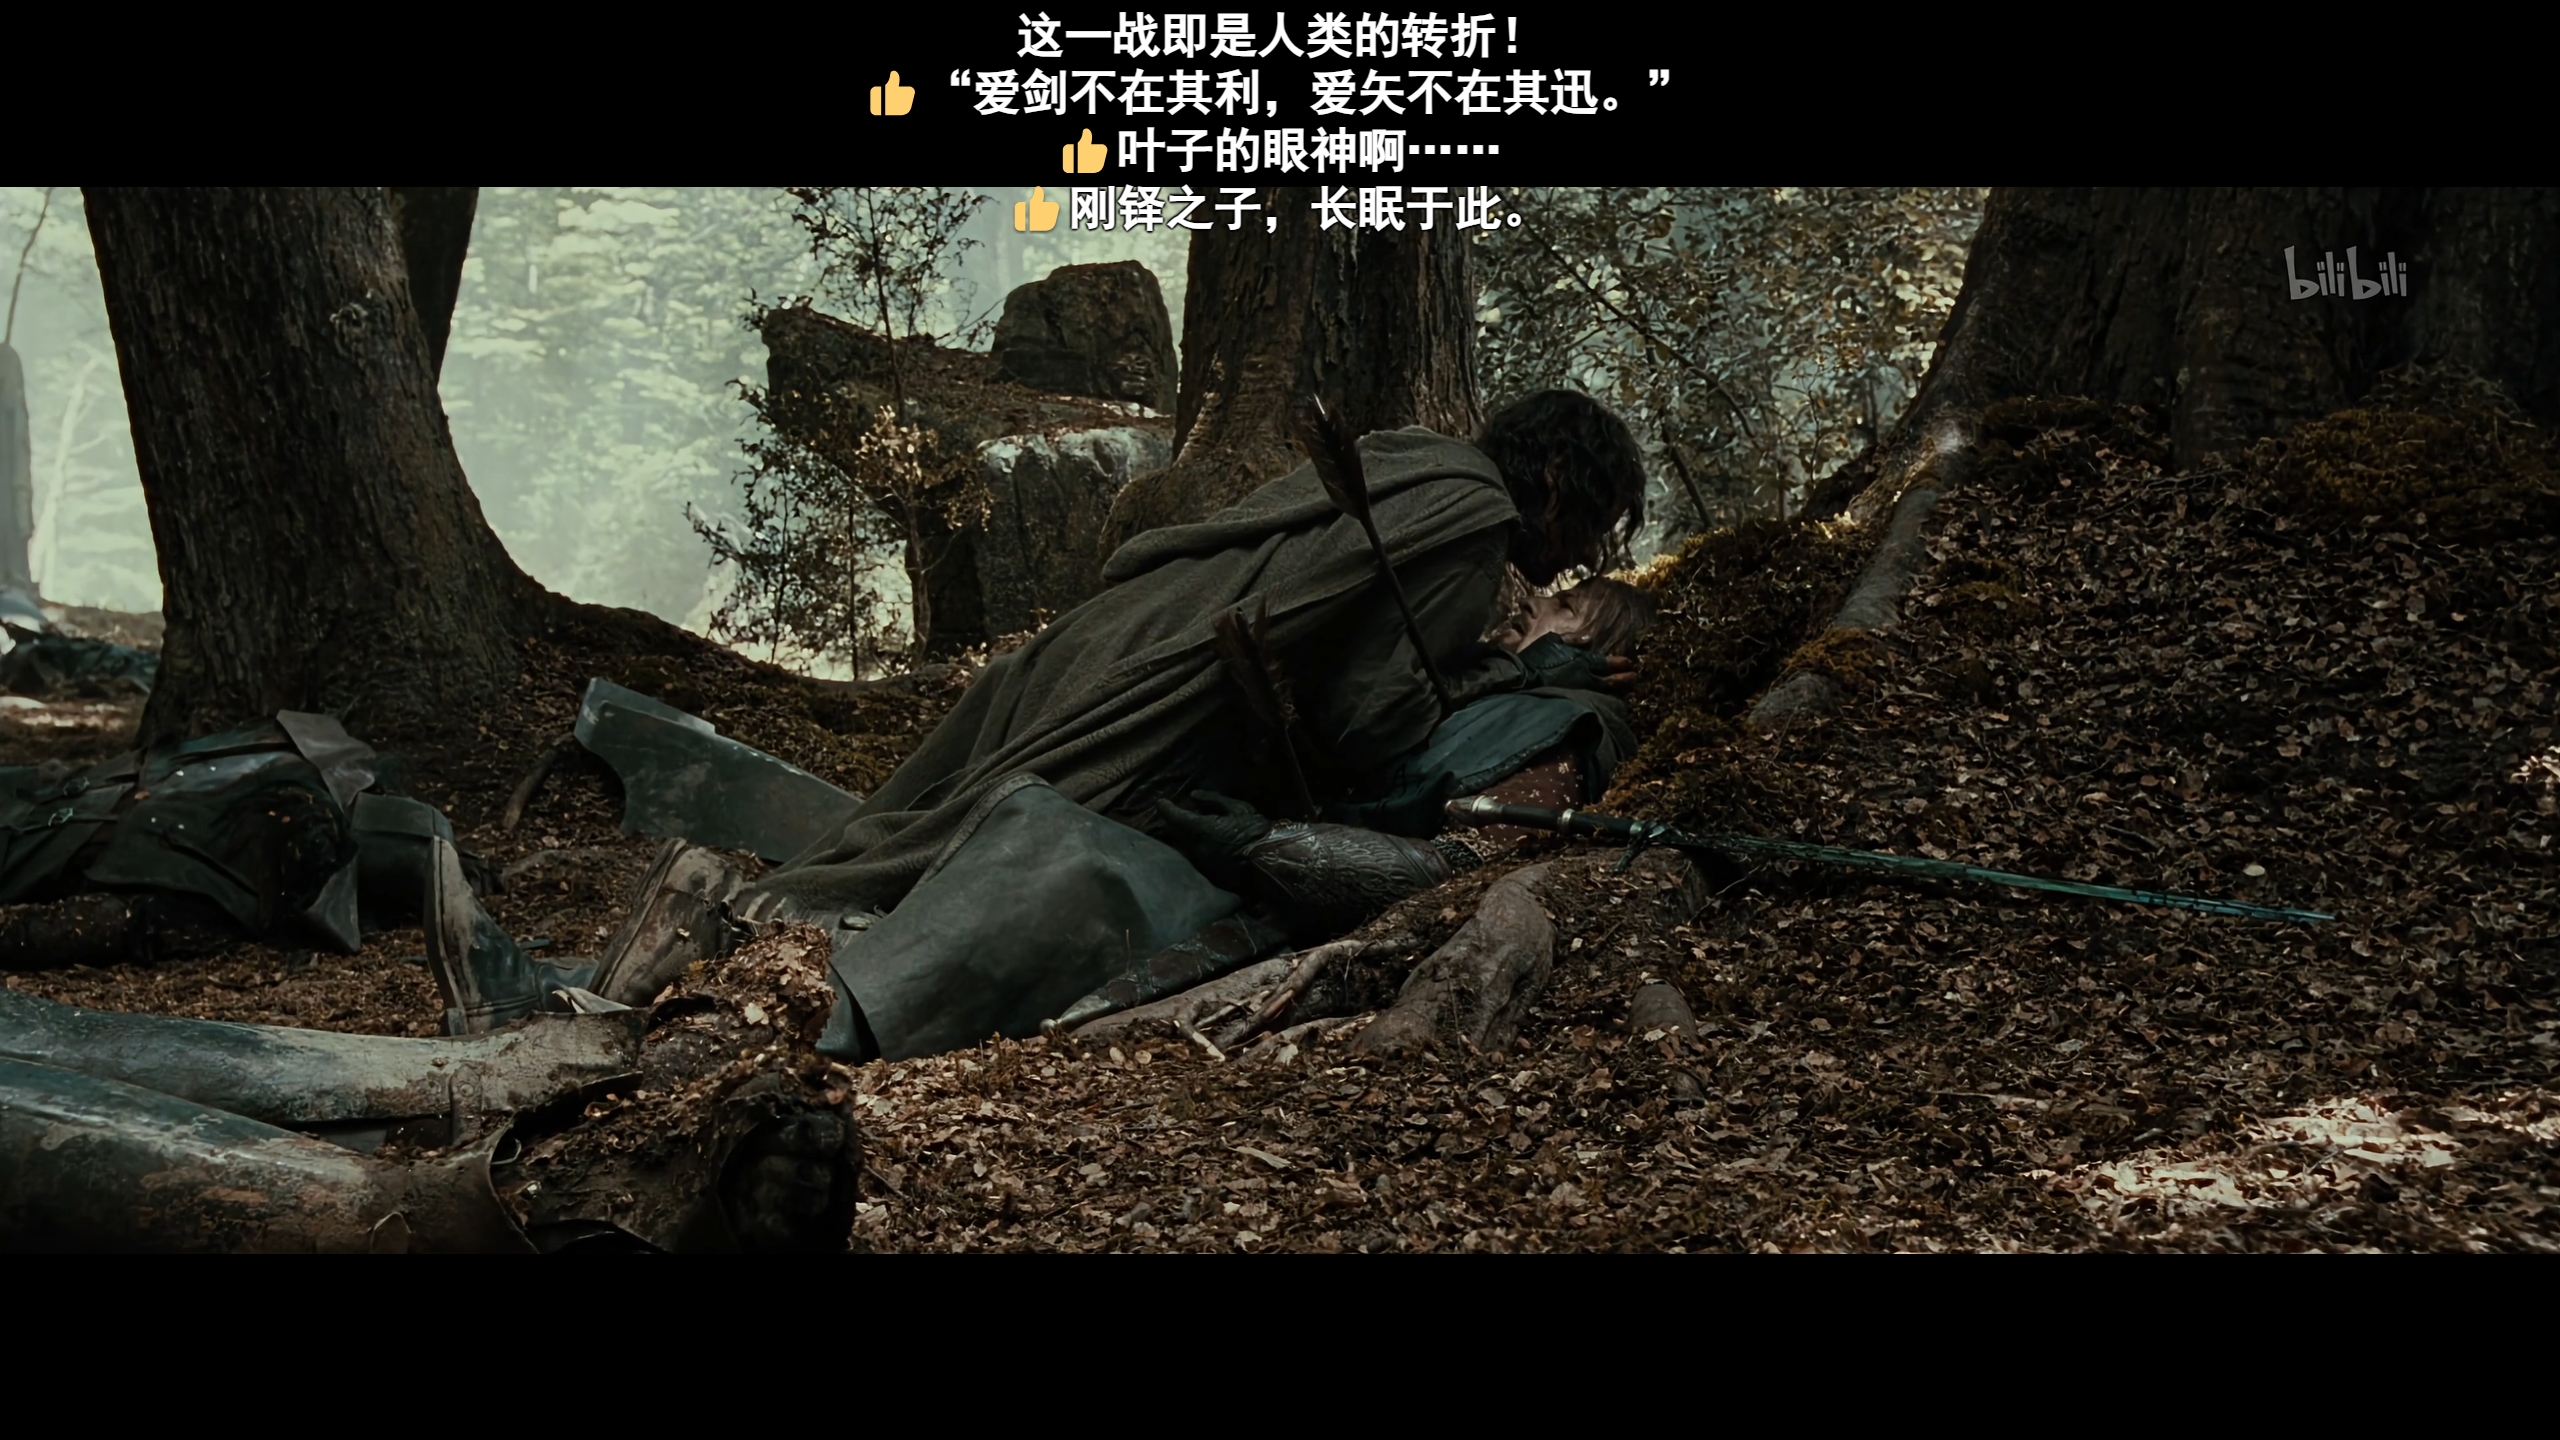 这一战即是人类的转折！
“爱剑不在其利，爱矢不在其迅。”
叶子的眼神啊……
刚铎之子，长眠于此。
bilibili